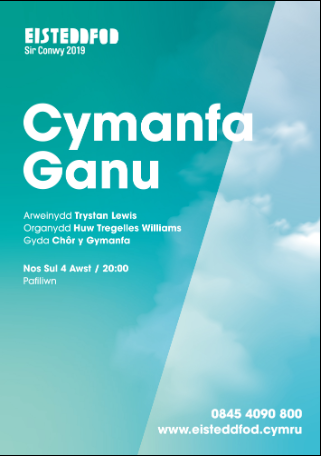 EISTEDDFOD
Sir Conwy 2019
Cymanfa
Ganu
Arweinydd Trystan Lewis
Organydd Huw Tregelles Williams
Gyda Chôr y Gymanfa
Nos Sul 4 Awst / 20:00
Pafiliwn
0845 4090 800
www.eisteddfod.cymru